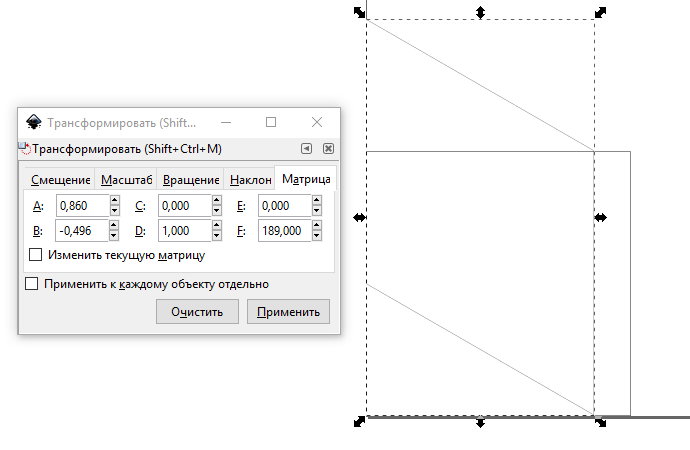 Трансформировать (Shift...
Трансформировать (Shift+Ctrl+M)
Смещение Масштаб Вращение Наклон Матрица
A: 0,860 C: 0,000 E: 0,000
B: -0,496 D: 1,000 F: 189,000
Изменить текущую матрицу
Применить к каждому объекту отдельно
Очистить Применить